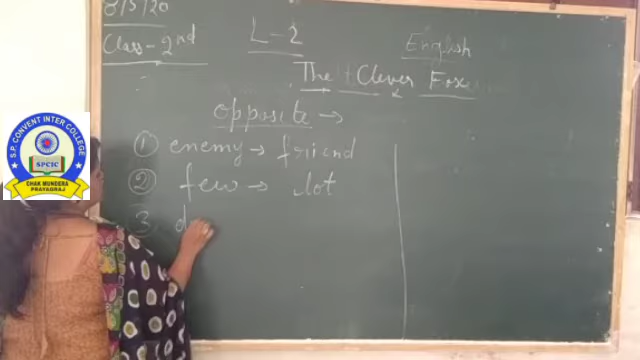 8/5/20
Class-2nd
L-2
English
The Clever Fox
opposite →
① enemy → friend
② few → lot
3. d
S.P. CONVENT INTER COLLEGE
SPCIC
CHAK MUNDERA
PRAYAGRAJ